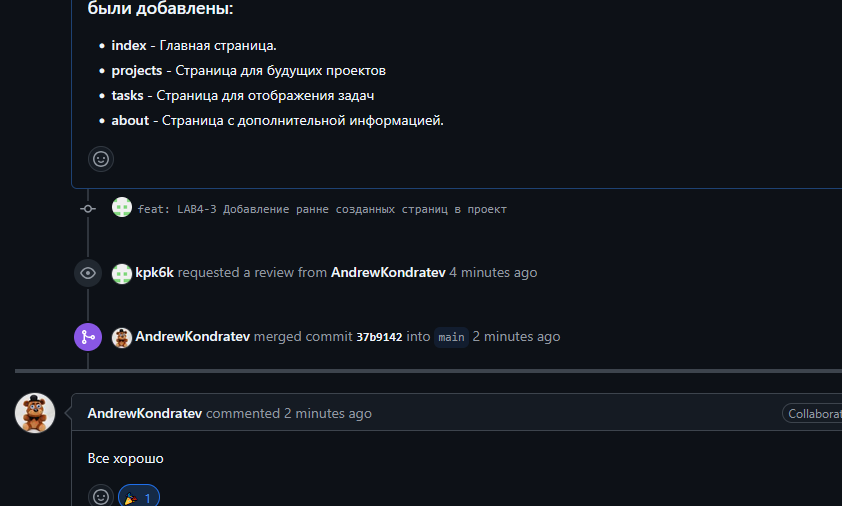 были добавлены:
index - Главная страница.
projects - Страница для будущих проектов
tasks - Страница для отображения задач
about - Страница с дополнительной информацией.
feat: LAB4-3 Добавление ранне созданных страниц в проект
kpk6k requested a review from AndrewKondratev 4 minutes ago
AndrewKondratev merged commit 37b9142 into main 2 minutes ago
AndrewKondratev commented 2 minutes ago
Collaborat
Все хорошо
1